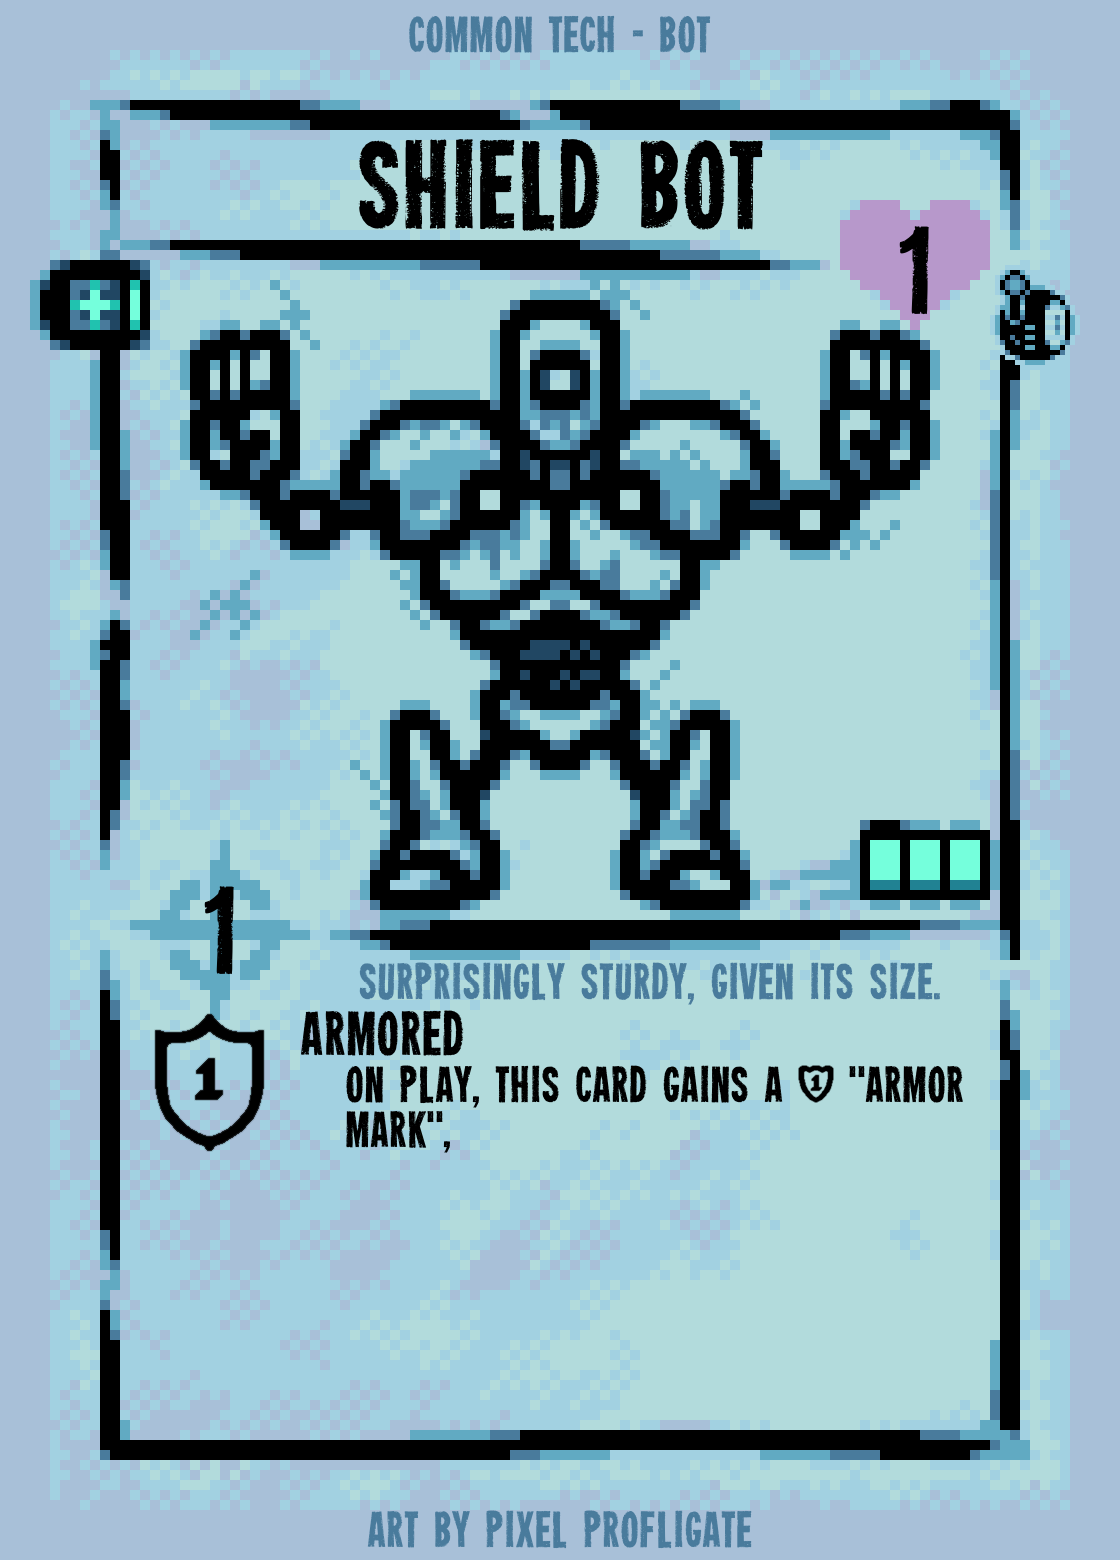 COMMON TECH - BOT
SHIELD BOT
1
1
SURPRISINGLY STURDY, GIVEN ITS SIZE.
ARMORED
1
ON PLAY, THIS CARD GAINS A 1 "ARMOR
MARK",
ART BY PIXEL PROFLIGATE